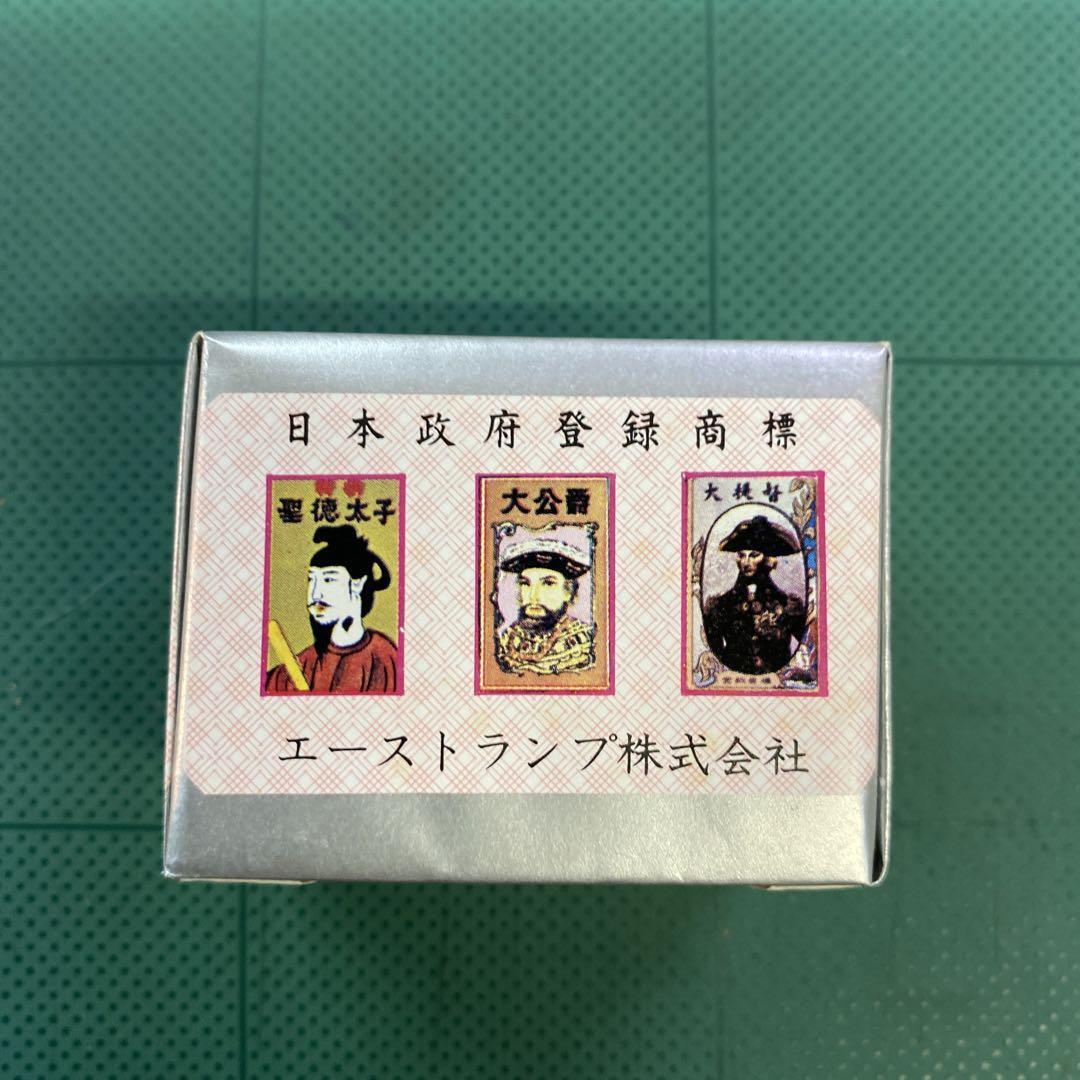 日本政府登録商標
聖徳太子
大公爵
大提督
エーストランプ株式会社